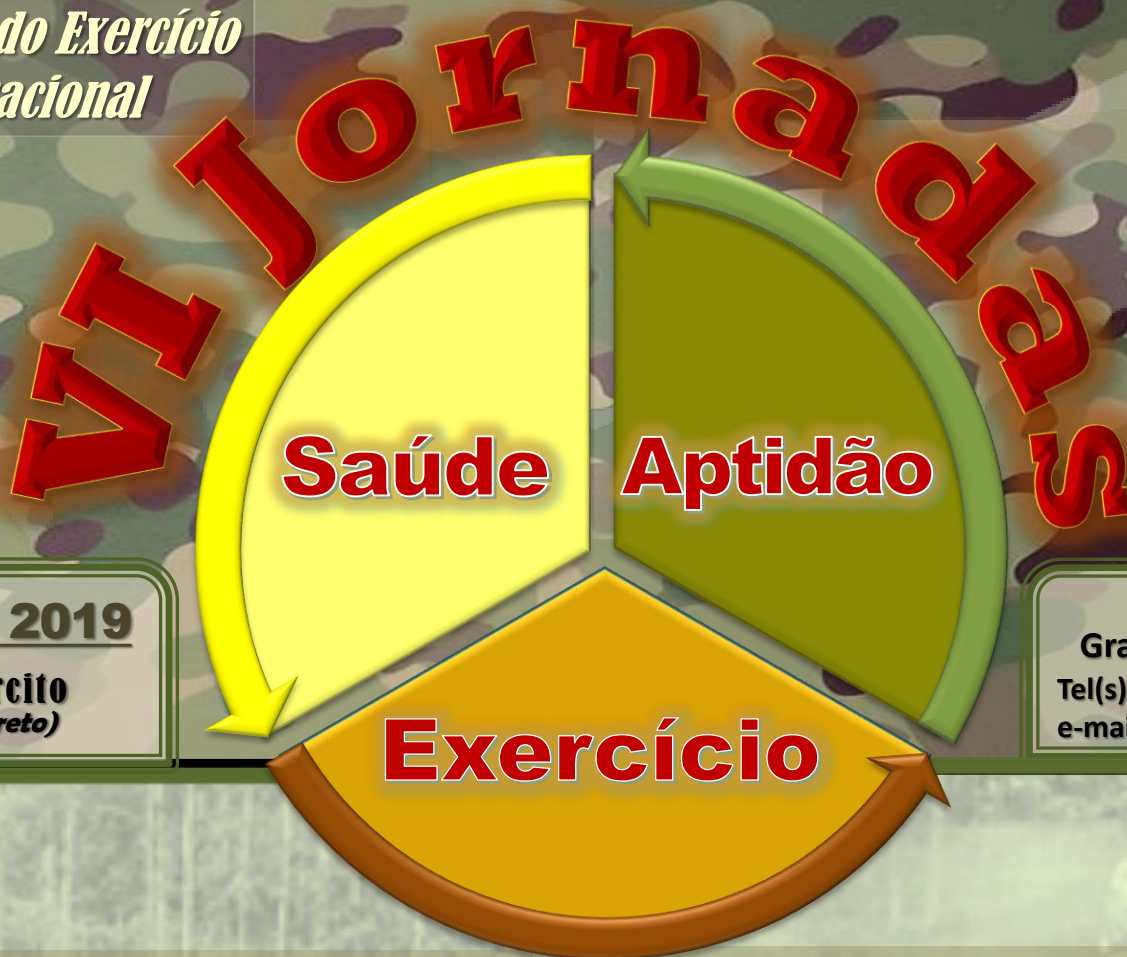 do Exercício
acional
VI Jornadas
Saúde
Aptidão
Exercício
2019
rcito
reto)
Gra
Tel(s)
e-mai